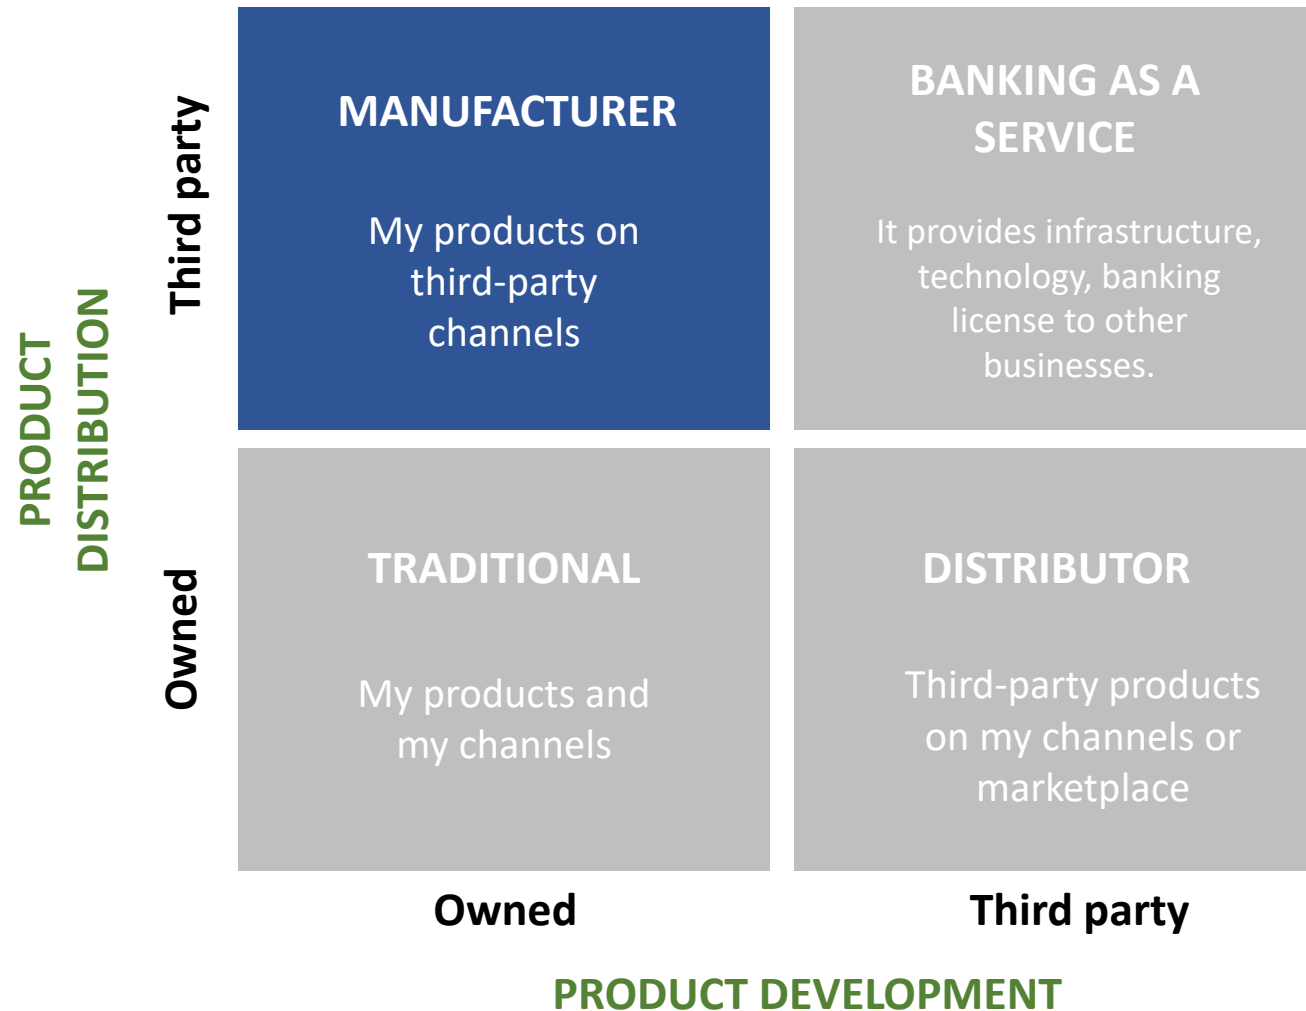 PRODUCT
DISTRIBUTION
Third party
MANUFACTURER
My products on
third-party
channels
BANKING AS A
SERVICE
It provides infrastructure,
technology, banking
license to other
businesses.
Owned
TRADITIONAL
My products and
my channels
DISTRIBUTOR
Third-party products
on my channels or
marketplace
Owned
Third party
PRODUCT DEVELOPMENT